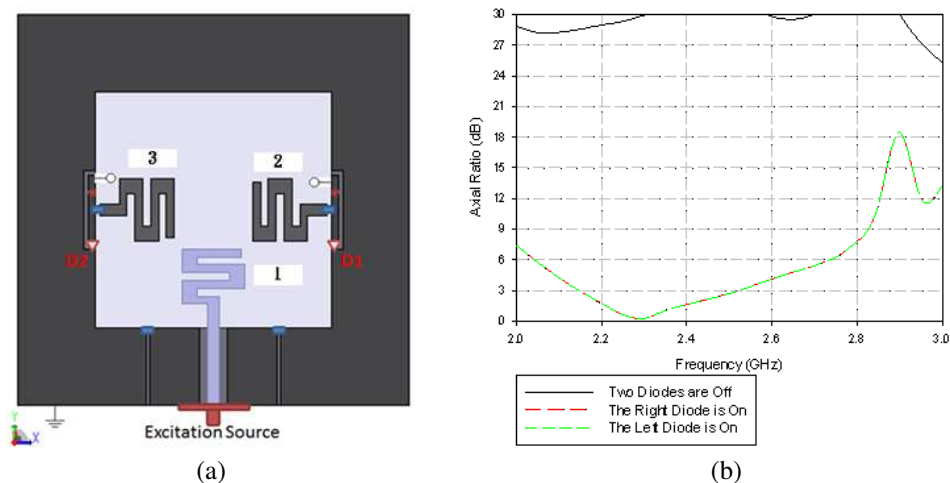 3
2
D2
D1
1
Y
X
Excitation Source
(a)
30
27
24
21
18
15
12
9
6
3
0
Axial Ratio (dB)
2.0
2.2
2.4
2.6
2.8
3.0
Frequency (GHz)
Two Diodes are Off
The Right Diode is On
The Left Diode is On
(b)